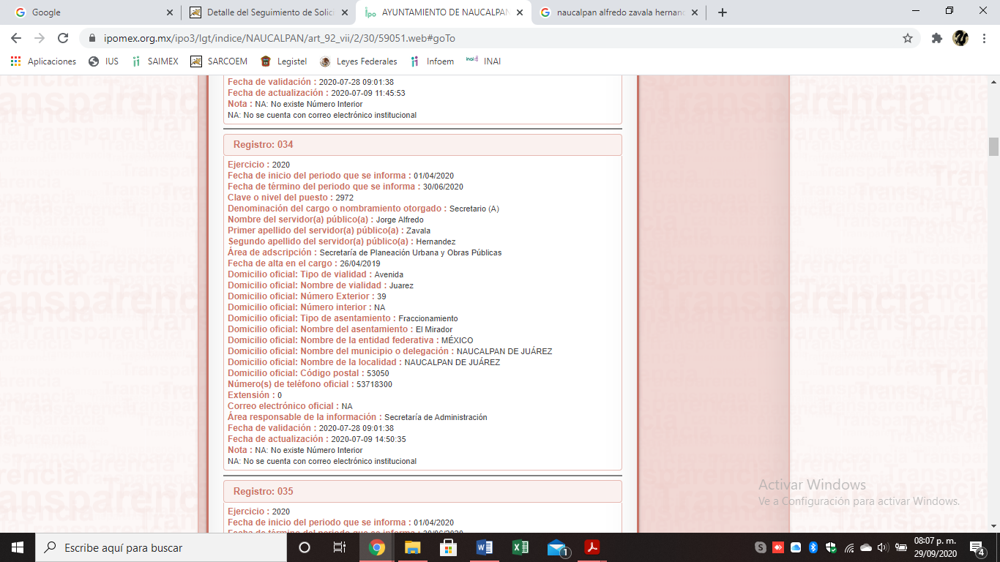 Google
Detalle del Seguimiento de Solici
AYUNTAMIENTO DE NAUCALPAN
naucalpan alfredo zavala hernand
ipomex.org.mx/ipo3/lgt/indice/NAUCALPAN/art_92_vii/2/30/59051.web#goTo
Aplicaciones IUS SAIMEX SARCOEM Legistel Leyes Federales Infoem INAI
Fecha de validación : 2020-07-28 09:01:38
Fecha de actualización : 2020-07-09 11:45:53
Nota : NA: No existe Número Interior
NA: No se cuenta con correo electrónico institucional
Registro: 034
Ejercicio : 2020
Fecha de inicio del periodo que se informa : 01/04/2020
Fecha de término del periodo que se informa : 30/06/2020
Clave o nivel del puesto : 2972
Denominación del cargo o nombramiento otorgado : Secretario (A)
Nombre del servidor(a) público(a) : Jorge Alfredo
Primer apellido del servidor(a) público(a) : Zavala
Segundo apellido del servidor(a) público(a) : Hernandez
Área de adscripción : Secretaría de Planeación Urbana y Obras Públicas
Fecha de alta en el cargo : 26/04/2019
Domicilio oficial: Tipo de vialidad : Avenida
Domicilio oficial: Nombre de vialidad : Juarez
Domicilio oficial: Número Exterior : 39
Domicilio oficial: Número interior : NA
Domicilio oficial: Tipo de asentamiento : Fraccionamiento
Domicilio oficial: Nombre del asentamiento : El Mirador
Domicilio oficial: Nombre de la entidad federativa : MÉXICO
Domicilio oficial: Nombre del municipio o delegación : NAUCALPAN DE JUÁREZ
Domicilio oficial: Nombre de la localidad : NAUCALPAN DE JUÁREZ
Domicilio oficial: Código postal : 53050
Número(s) de teléfono oficial : 53718300
Extensión : 0
Correo electrónico oficial : NA
Área responsable de la información : Secretaría de Administración
Fecha de validación : 2020-07-28 09:01:38
Fecha de actualización : 2020-07-09 14:50:35
Nota : NA: No existe Número Interior
NA: No se cuenta con correo electrónico institucional
Registro: 035
Ejercicio : 2020
Fecha de inicio del periodo que se informa : 01/04/2020
Fecha de término del periodo que se informa : 30/06/2020
Activar Windows
Ve a Configuración para activar Windows.
Escribe aquí para buscar
08:07 p. m.
29/09/2020